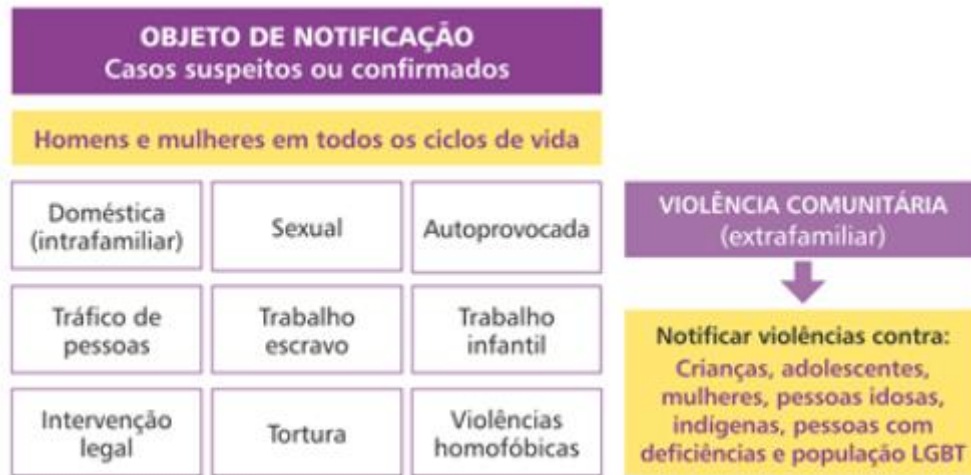 OBJETO DE NOTIFICAÇÃO
Casos suspeitos ou confirmados
Homens e mulheres em todos os ciclos de vida
Doméstica
(intrafamiliar)
Sexual
Autoprovocada
Tráfico de
pessoas
Trabalho
escravo
Trabalho
infantil
Intervenção
legal
Tortura
Violências
homofóbicas
VIOLÊNCIA COMUNITÁRIA
(extrafamiliar)
Notificar violências contra:
Crianças, adolescentes,
mulheres, pessoas idosas,
indígenas, pessoas com
deficiências e população LGBT